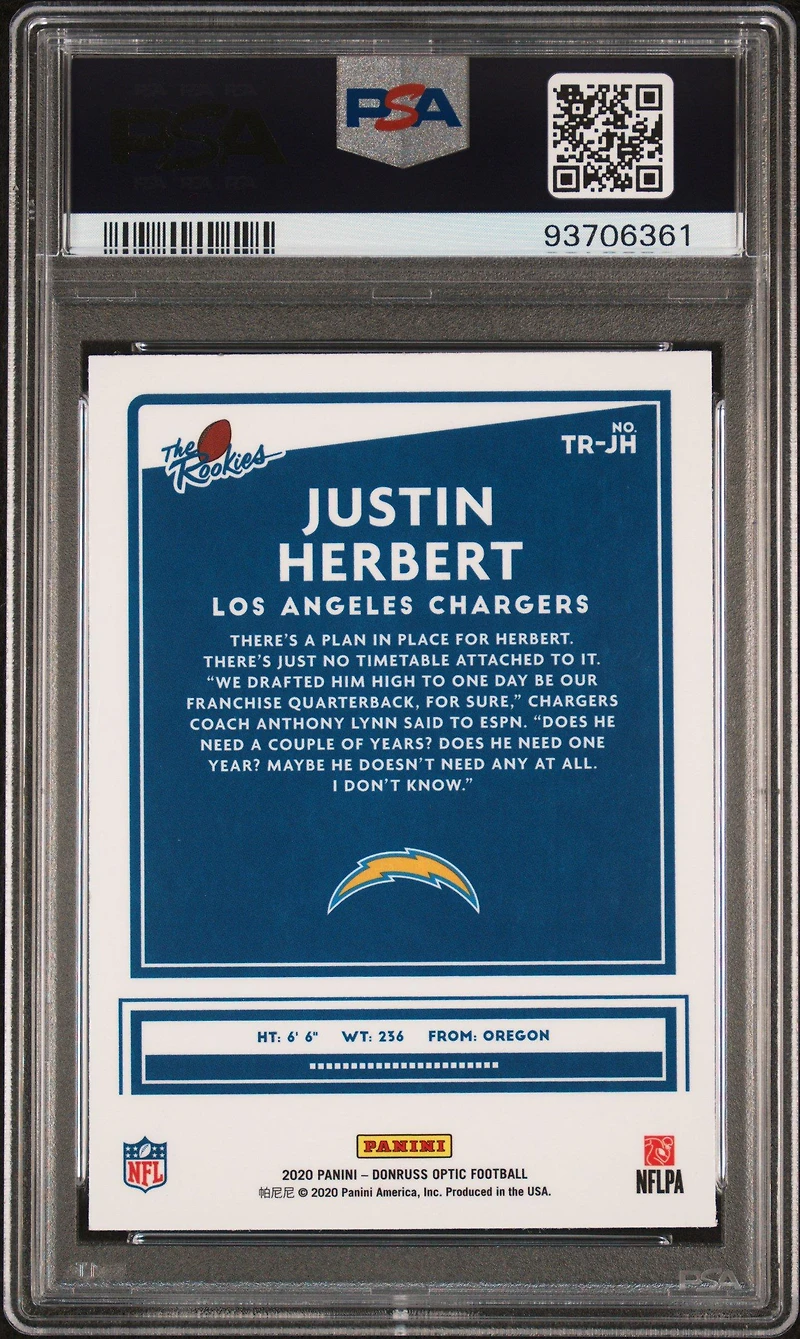 PSA
93706361
The
Rookies
NO.
TR-JH
JUSTIN
HERBERT
LOS ANGELES CHARGERS
THERE'S A PLAN IN PLACE FOR HERBERT.
THERE'S JUST NO TIMETABLE ATTACHED TO IT.
"WE DRAFTED HIM HIGH TO ONE DAY BE OUR
FRANCHISE QUARTERBACK, FOR SURE," CHARGERS
COACH ANTHONY LYNN SAID TO ESPN. "DOES HE
NEED A COUPLE OF YEARS? DOES HE NEED ONE
YEAR? MAYBE HE DOESN'T NEED ANY AT ALL.
I DON'T KNOW."
HT: 6' 6" WT: 236 FROM: OREGON
NFL
PANINI
2020 PANINI – DONRUSS OPTIC FOOTBALL
帕尼尼 © 2020 Panini America, Inc. Produced in the USA.
NFLPA
PSA